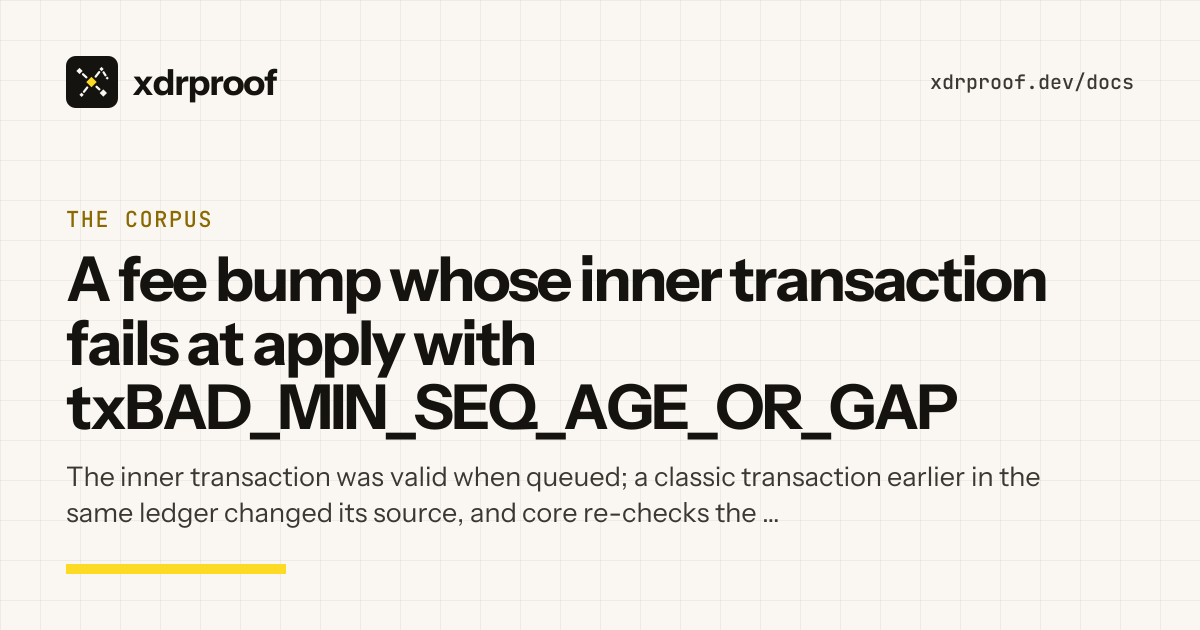 xdrproof
xdrproof.dev/docs
THE CORPUS
A fee bump whose inner transaction
fails at apply with
txBAD_MIN_SEQ_AGE_OR_GAP
The inner transaction was valid when queued; a classic transaction earlier in the
same ledger changed its source, and core re-checks the ...